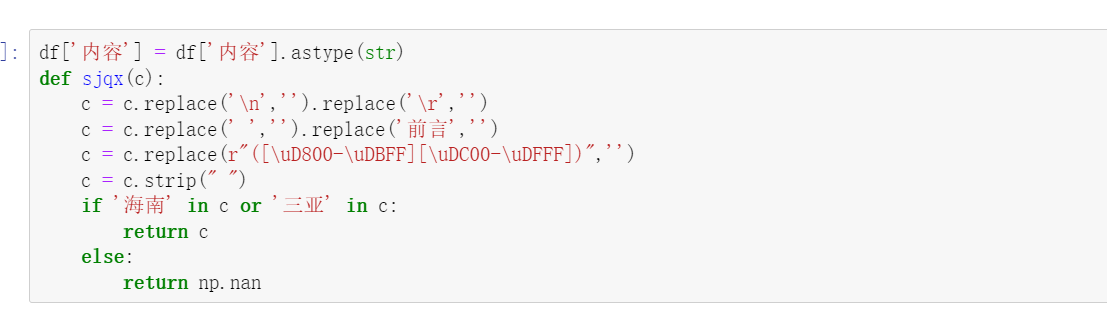 ]: df['内容'] = df['内容'].astype(str)
def sjqx(c):
    c = c.replace('\n','').replace('\r','')
    c = c.replace(' ','').replace('前言','')
    c = c.replace(r"([\uD800-\uDBFF][\uDC00-\uDFFF])",'')
    c = c.strip(" ")
    if '海南' in c or '三亚' in c:
        return c
    else:
        return np.nan